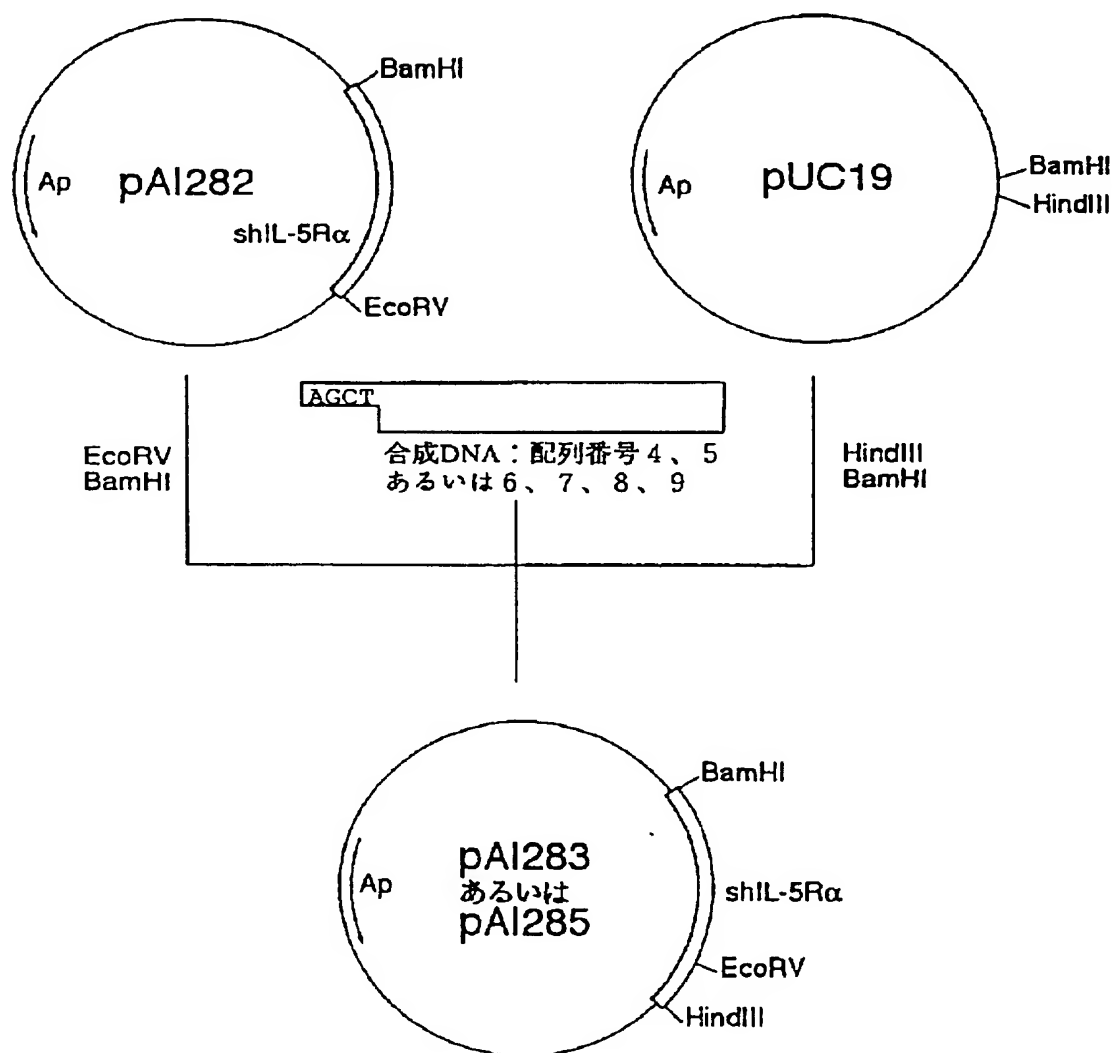 BamHI
Ap
pAI282
shIL-5Rα
EcoRV
Ap
pUC19
BamHI
HindIII
AGCT
EcoRV
BamHI
合成DNA：配列番号4、5
あるいは6、7、8、9
HindIII
BamHI
BamHI
Ap
pAI283
あるいは
pAI285
shIL-5Rα
EcoRV
HindIII